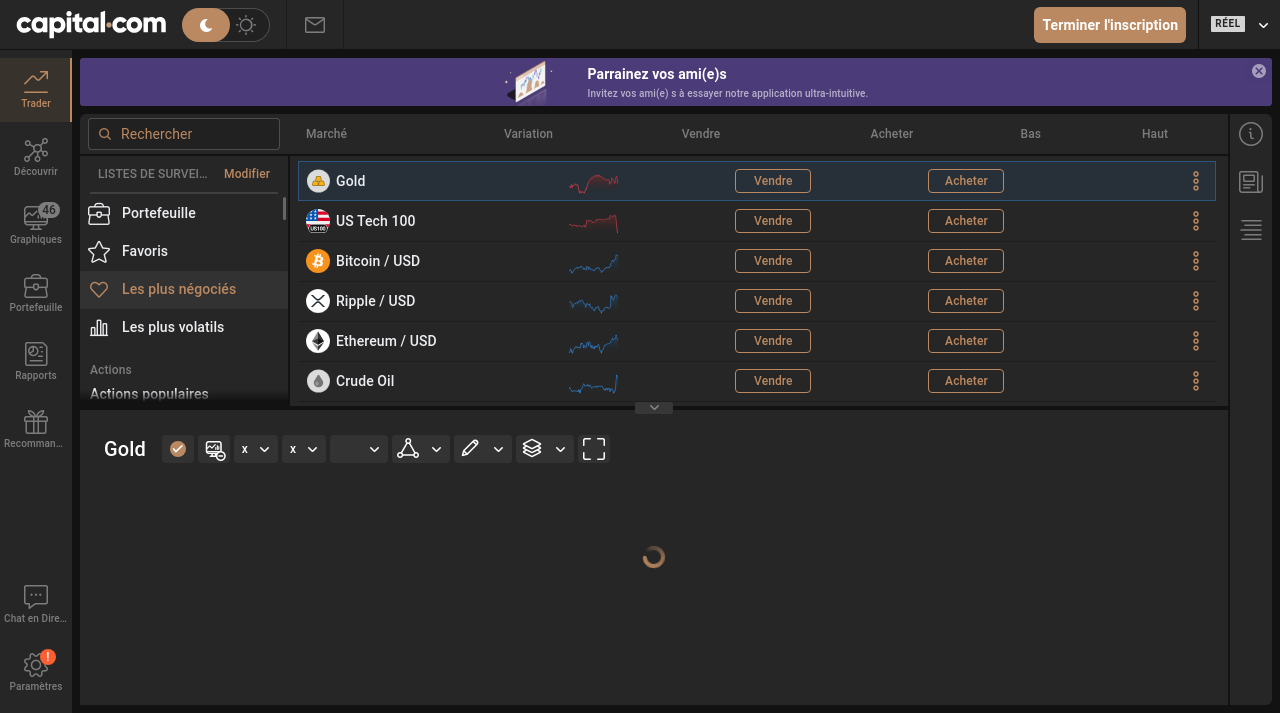 capital.com
Terminer l'inscription
RÉEL
Parrainez vos ami(e)s
Invitez vos ami(e) s à essayer notre application ultra-intuitive.
Trader
Découvrir
46
Graphiques
Portefeuille
Rapports
Recomman...
Chat en Dire...
!
Paramètres
Rechercher
LISTES DE SURVEI... Modifier
Portefeuille
Favoris
Les plus négociés
Les plus volatils
Actions
Actions populaires
Marché Variation Vendre Acheter Bas Haut
Gold Vendre Acheter
US100 US Tech 100 Vendre Acheter
Bitcoin / USD Vendre Acheter
Ripple / USD Vendre Acheter
Ethereum / USD Vendre Acheter
Crude Oil Vendre Acheter
Gold x x